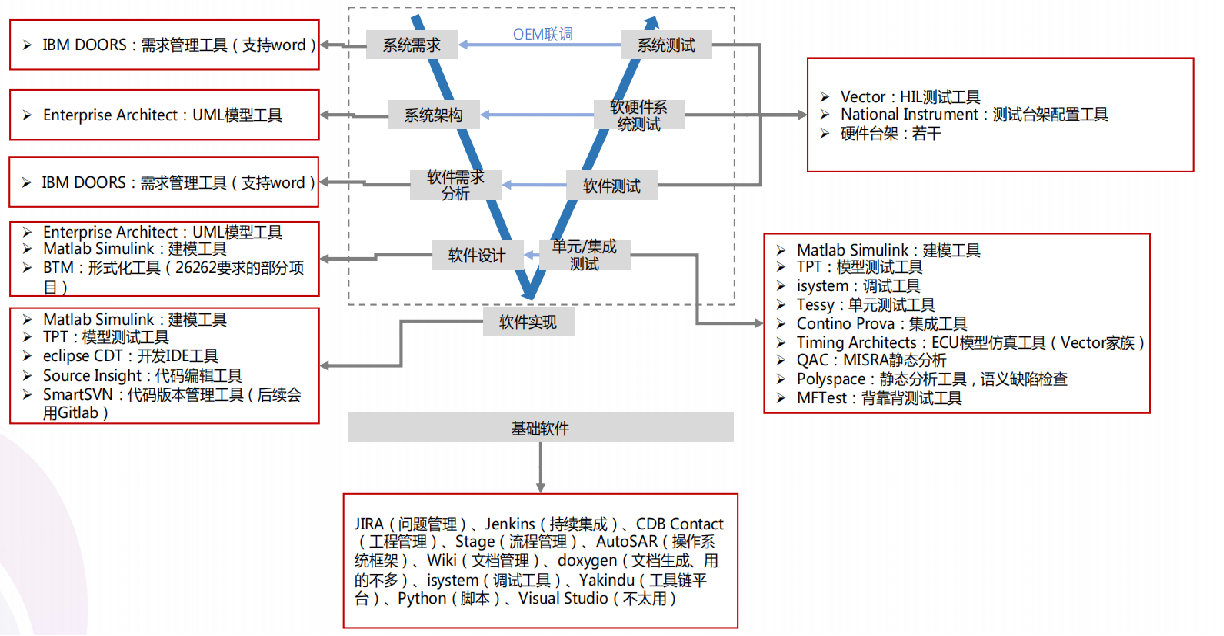 ➢ IBM DOORS：需求管理工具（支持word）
➢ Enterprise Architect：UML模型工具
➢ IBM DOORS：需求管理工具（支持word）
➢ Enterprise Architect：UML模型工具
➢ Matlab Simulink：建模工具
➢ BTM：形式化工具（26262要求的部分项
目）
➢ Matlab Simulink：建模工具
➢ TPT：模型测试工具
➢ eclipse CDT：开发IDE工具
➢ Source Insight：代码编辑工具
➢ SmartSVN：代码版本管理工具（后续会
用Gitlab）
系统需求
OEM联调
系统测试
系统架构
软硬件系
统测试
软件需求
分析
软件测试
软件设计
单元/集成
测试
软件实现
➢ Vector：HIL测试工具
➢ National Instrument：测试台架配置工具
➢ 硬件台架：若干
➢ Matlab Simulink：建模工具
➢ TPT：模型测试工具
➢ isystem：调试工具
➢ Tessy：单元测试工具
➢ Contino Prova：集成工具
➢ Timing Architects：ECU模型仿真工具（Vector家族）
➢ QAC：MISRA静态分析
➢ Polyspace：静态分析工具，语义缺陷检查
➢ MFTest：背靠背测试工具
基础软件
JIRA（问题管理）、Jenkins（持续集成）、CDB Contact
（工程管理）、Stage（流程管理）、AutoSAR（操作系
统框架）、Wiki（文档管理）、doxygen（文档生成、用
的不多）、isystem（调试工具）、Yakindu（工具链平
台）、Python（脚本）、Visual Studio（不太用）